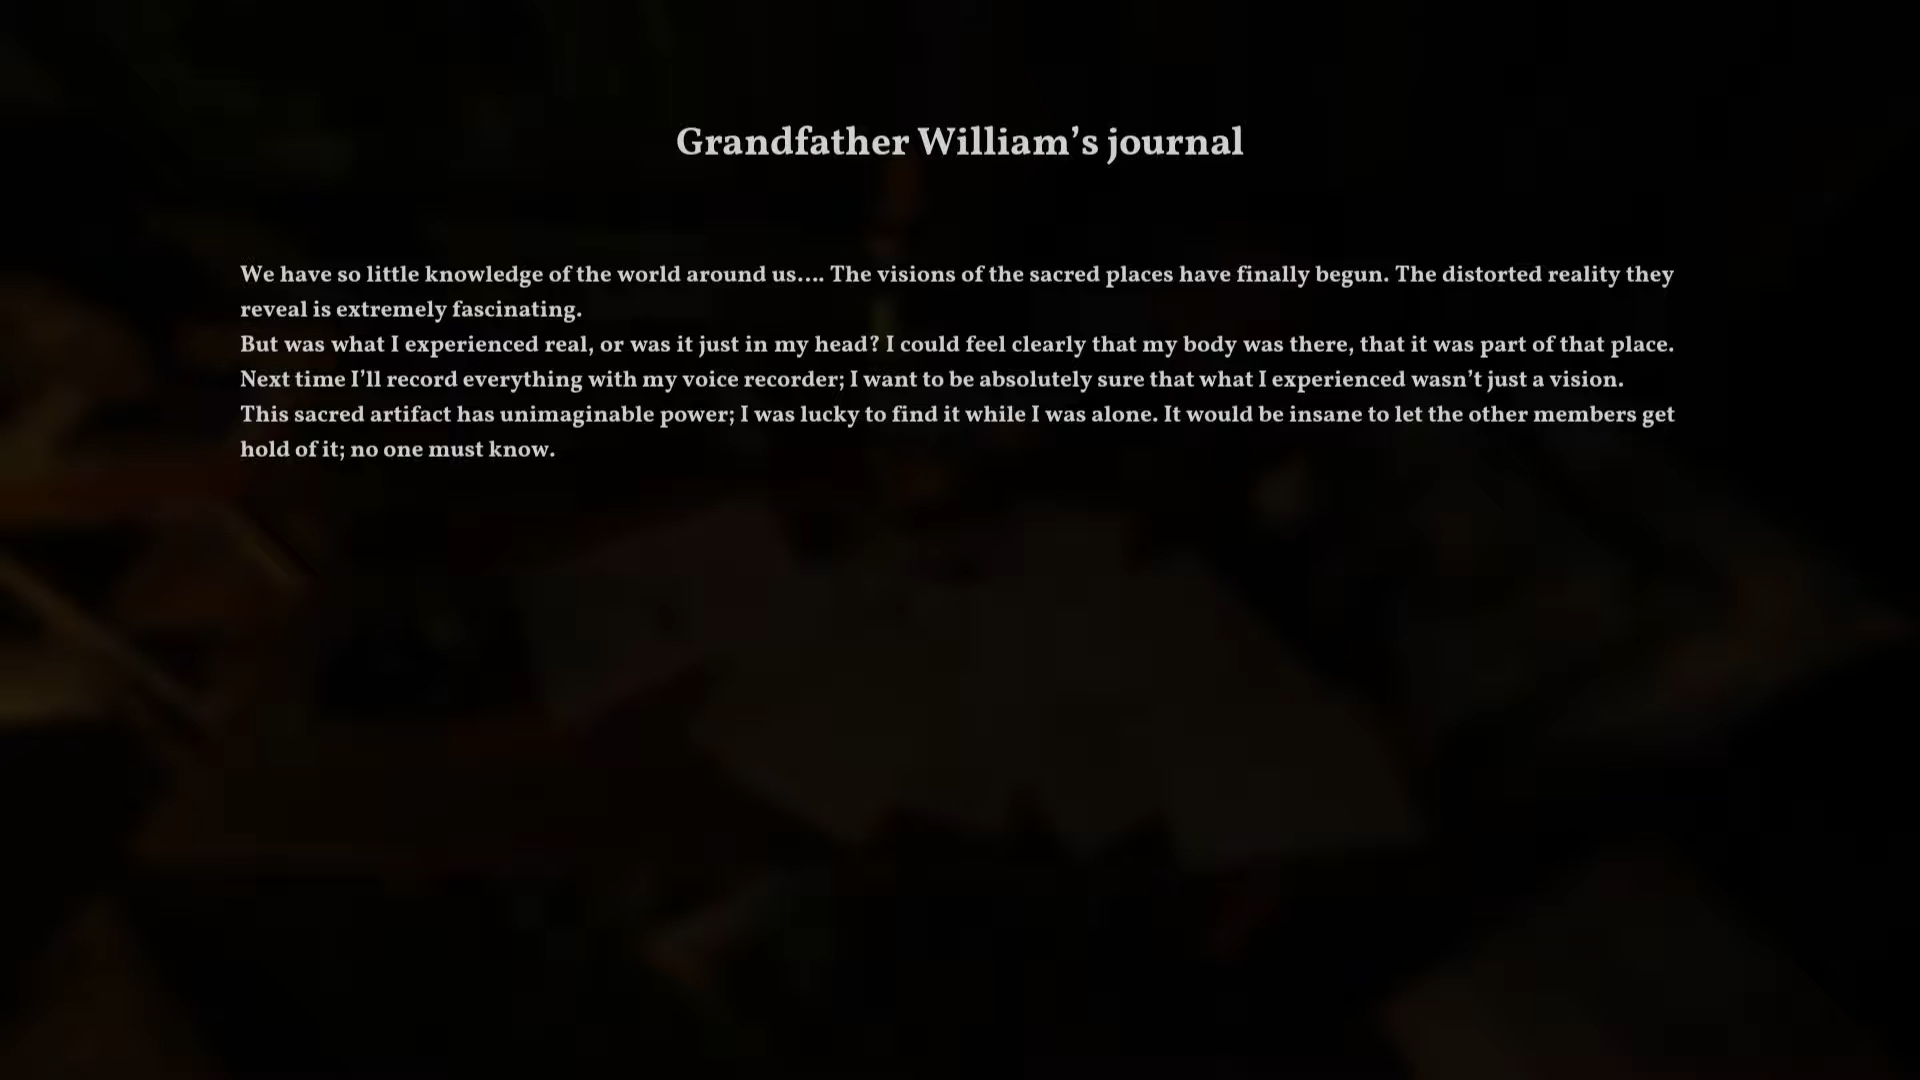 Grandfather William’s journal
We have so little knowledge of the world around us.... The visions of the sacred places have finally begun. The distorted reality they
reveal is extremely fascinating.
But was what I experienced real, or was it just in my head? I could feel clearly that my body was there, that it was part of that place.
Next time I’ll record everything with my voice recorder; I want to be absolutely sure that what I experienced wasn’t just a vision.
This sacred artifact has unimaginable power; I was lucky to find it while I was alone. It would be insane to let the other members get
hold of it; no one must know.